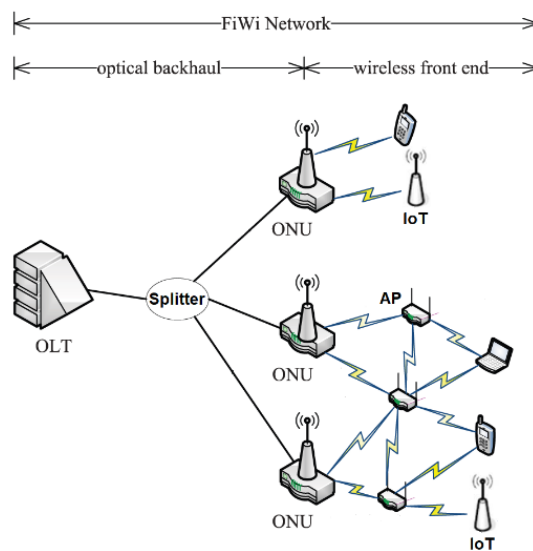 FiWi Network
optical backhaul
wireless front end
IoT
ONU
Splitter
AP
OLT
ONU
ONU
IoT